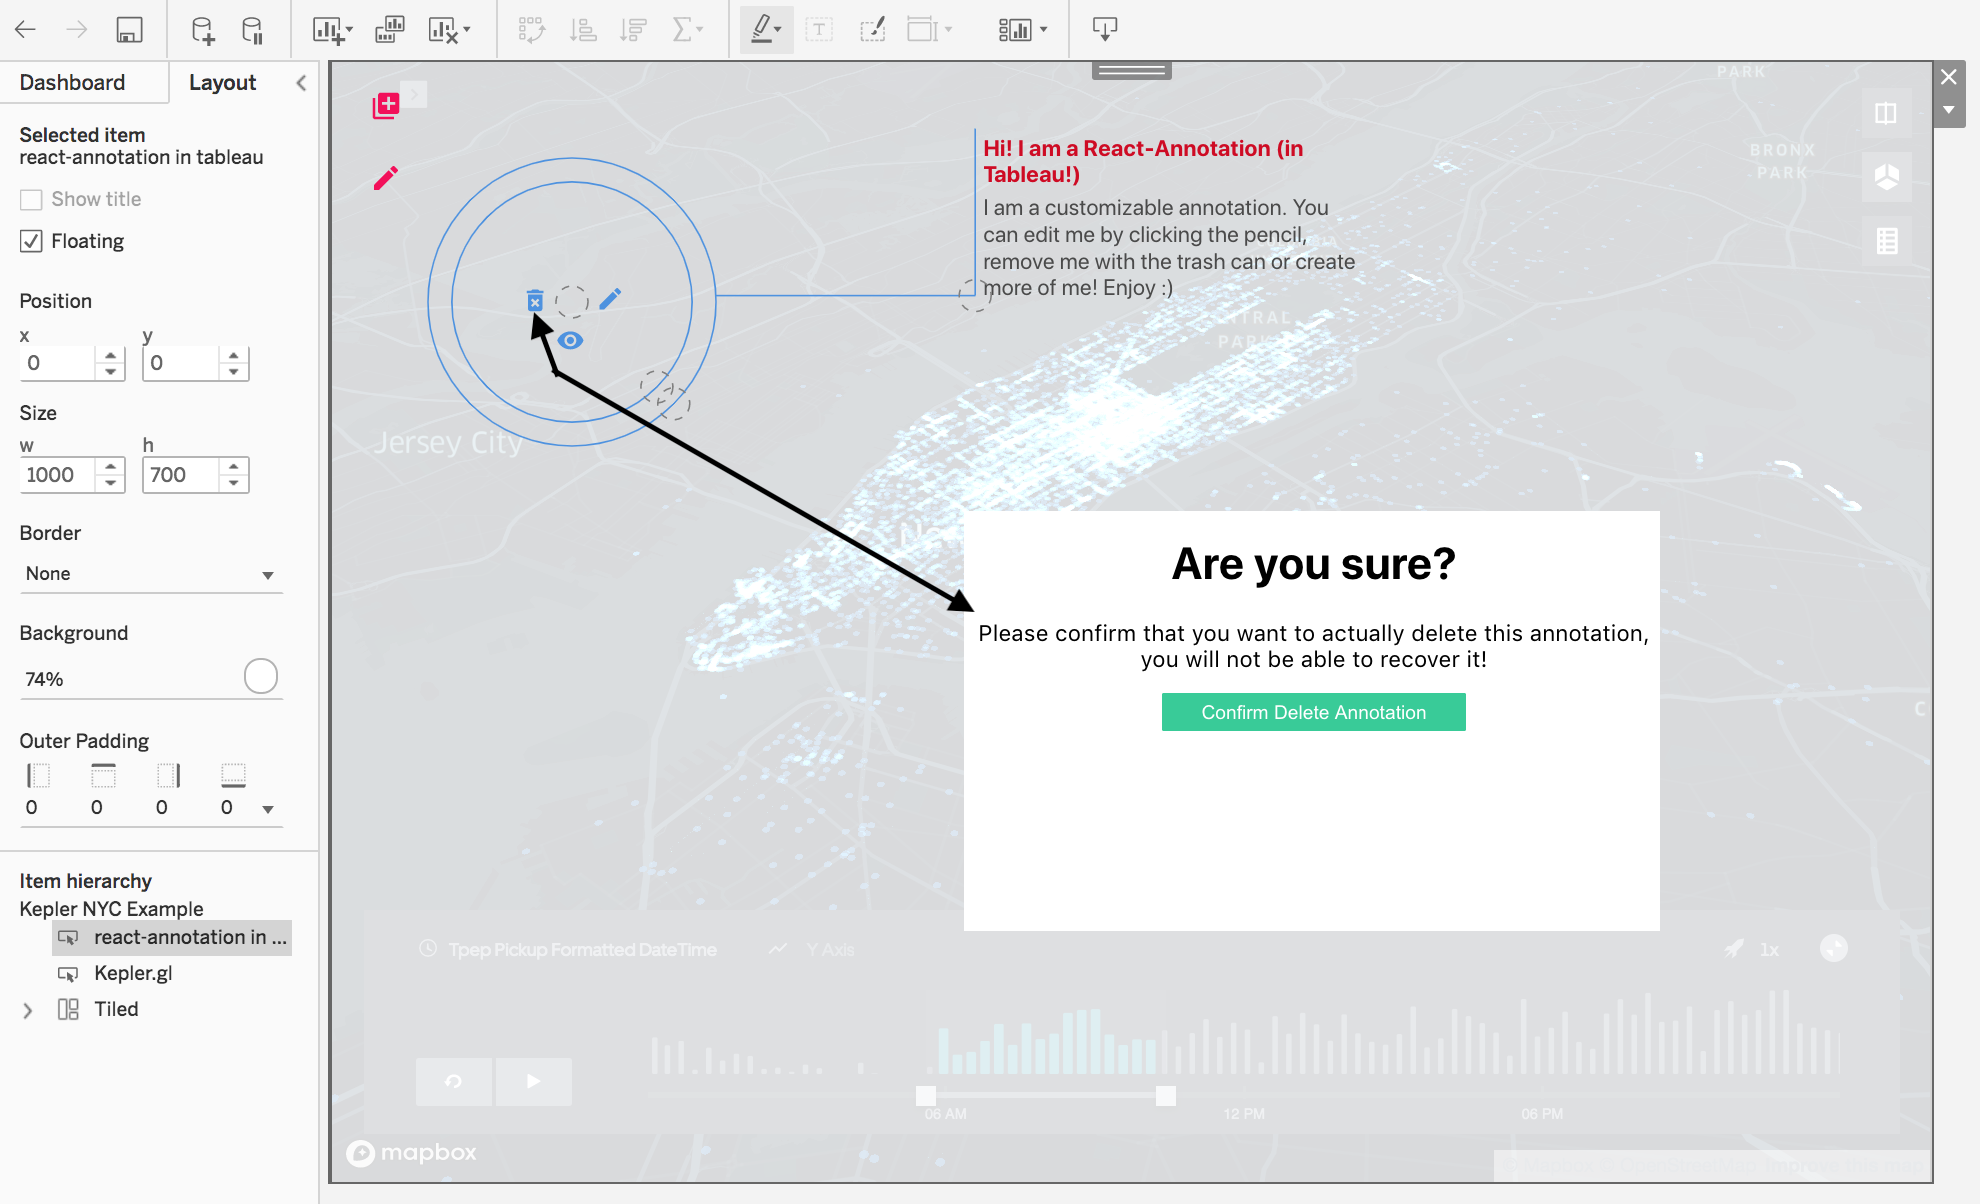 Dashboard
Layout
Selected item
react-annotation in tableau
Show title
Floating
Position
x
y
0
0
Size
w
h
1000
700
Border
None
Background
74%
Outer Padding
0
0
0
0
Item hierarchy
Kepler NYC Example
react-annotation in ...
Kepler.gl
Tiled
PARK
BRONX
PARK
Hi! I am a React-Annotation (in
Tableau!)
I am a customizable annotation. You
can edit me by clicking the pencil,
remove me with the trash can or create
more of me! Enjoy :)
PARK
Jersey City
Are you sure?
Please confirm that you want to actually delete this annotation,
you will not be able to recover it!
Confirm Delete Annotation
C
Tpep Pickup Formatted DateTime
Y Axis
1x
06 AM
12 PM
06 PM
mapbox